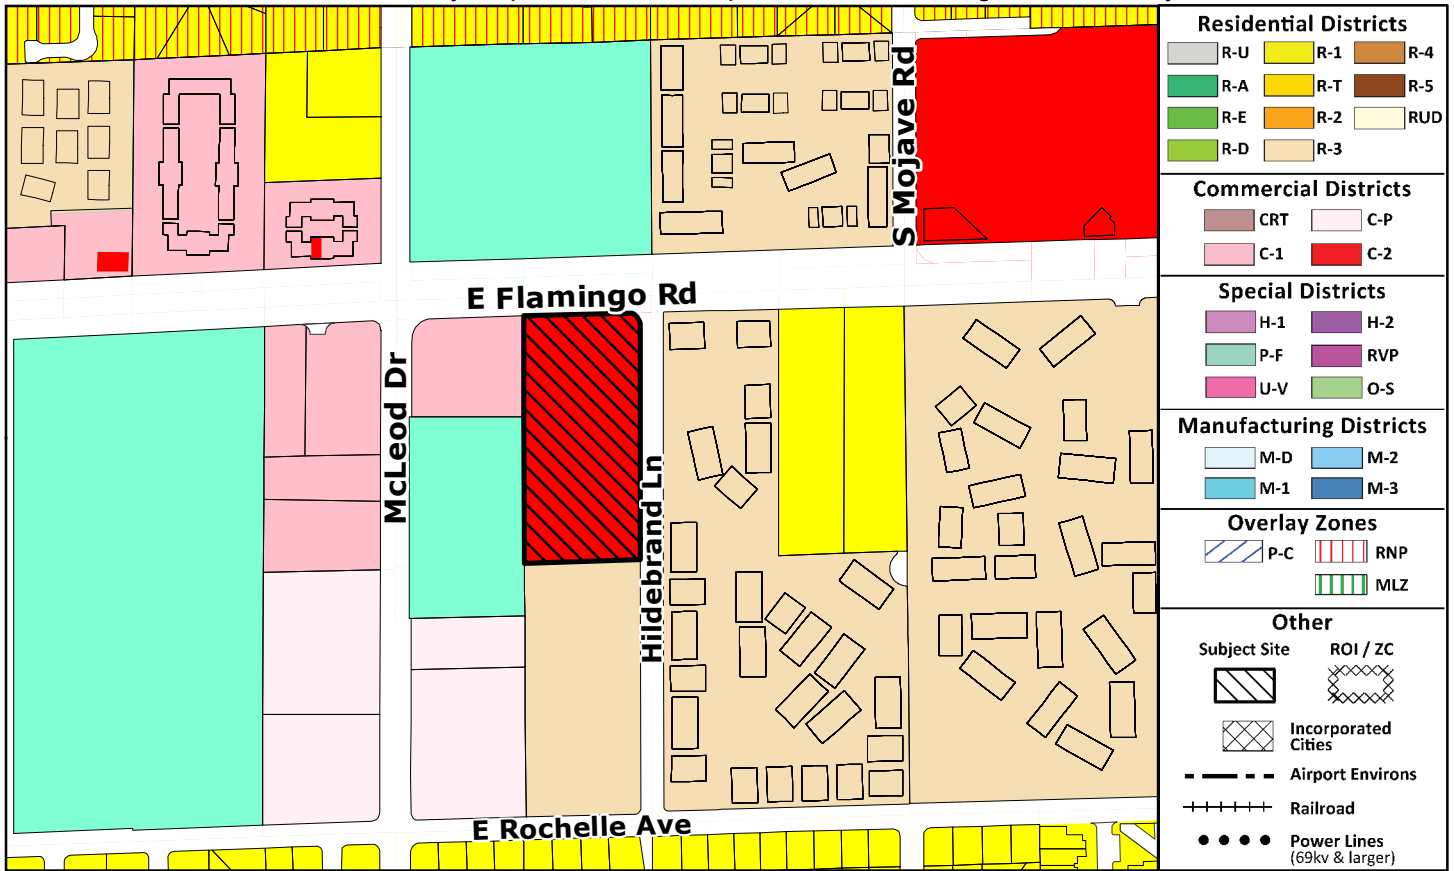 S Mojave Rd
E Flamingo Rd
McLeod Dr
Hildebrand Ln
E Rochelle Ave
Residential Districts
R-U
R-1
R-4
R-A
R-T
R-5
R-E
R-2
RUD
R-D
R-3
Commercial Districts
CRT
C-P
C-1
C-2
Special Districts
H-1
H-2
P-F
RVP
U-V
O-S
Manufacturing Districts
M-D
M-2
M-1
M-3
Overlay Zones
P-C
RNP
MLZ
Other
Subject Site
ROI / ZC
Incorporated
Cities
Airport Environs
Railroad
Power Lines
(69kv & larger)